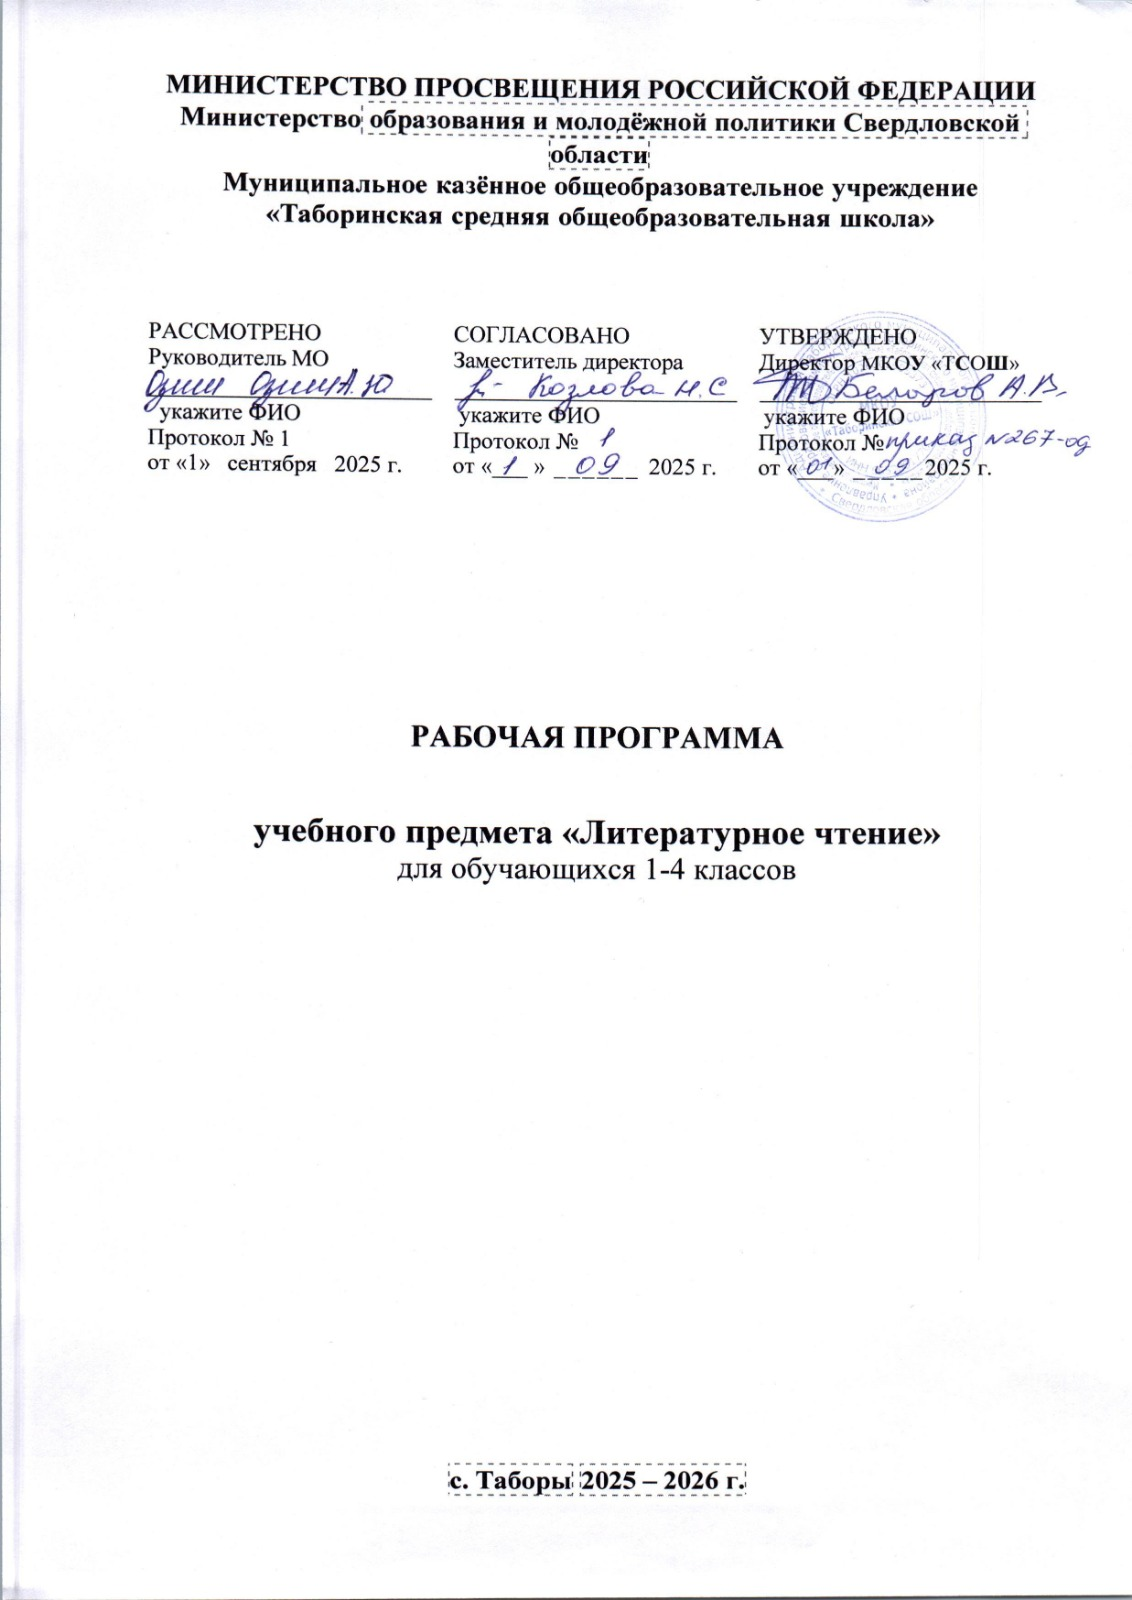 МИНИСТЕРСТВО ПРОСВЕЩЕНИЯ РОССИЙСКОЙ ФЕДЕРАЦИИ
Министерство образования и молодёжной политики Свердловской
области
Муниципальное казённое общеобразовательное учреждение
«Таборинская средняя общеобразовательная школа»
РАССМОТРЕНО
Руководитель МО
А.Ю
укажите ФИО
Протокол № 1
от «1» сентября 2025 г.
СОГЛАСОВАНО
Заместитель директора
Козлова Н.С
укажите ФИО
Протокол № 1
от «1» 09 2025 г.
УТВЕРЖДЕНО
Директор МКОУ «ТСОШ»
Белоусов А.В.
укажите ФИО
Протокол № приказ №267-од
от «01» 09 2025 г.
РАБОЧАЯ ПРОГРАММА
учебного предмета «Литературное чтение»
для обучающихся 1-4 классов
с. Таборы 2025 – 2026 г.